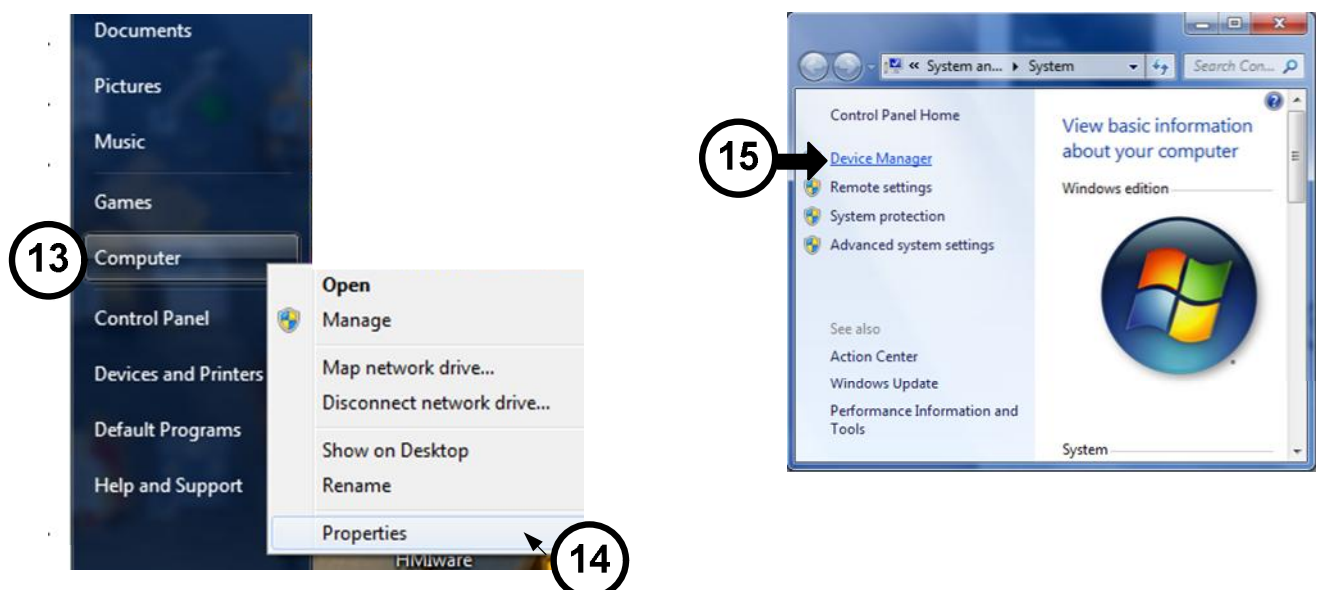 Documents
Pictures
Music
Games
13
Computer
Control Panel
Devices and Printers
Default Programs
Help and Support
Open
Manage
Map network drive...
Disconnect network drive...
Show on Desktop
Rename
Properties
14
HMIware
15
« System an... ▸ System
Search Con...
Control Panel Home
Device Manager
Remote settings
System protection
Advanced system settings
See also
Action Center
Windows Update
Performance Information and
Tools
View basic information
about your computer
Windows edition
System